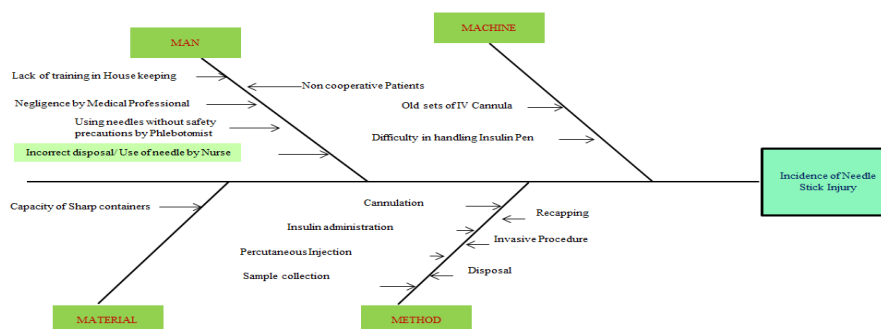 MACHINE
MAN
Lack of training in House keeping
Non cooperative Patients
Negligence by Medical Professional
Old sets of IV Cannula
Using needles without safety
precautions by Phlebotomist
Difficulty in handling Insulin Pen
Incorrect disposal/ Use of needle by Nurse
Incidence of Needle
Stick Injury
Capacity of Sharp containers
Cannulation
Recapping
Insulin administration
Invasive Procedure
Percutaneous Injection
Disposal
Sample collection
MATERIAL
METHOD